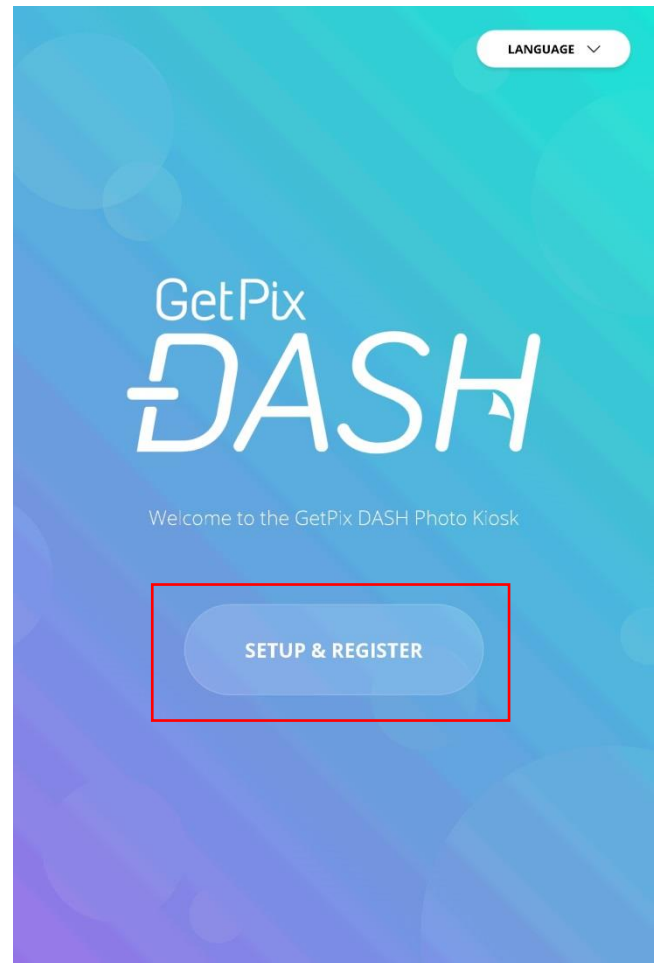 LANGUAGE
GetPix
DASH
Welcome to the GetPix DASH Photo Kiosk
SETUP & REGISTER